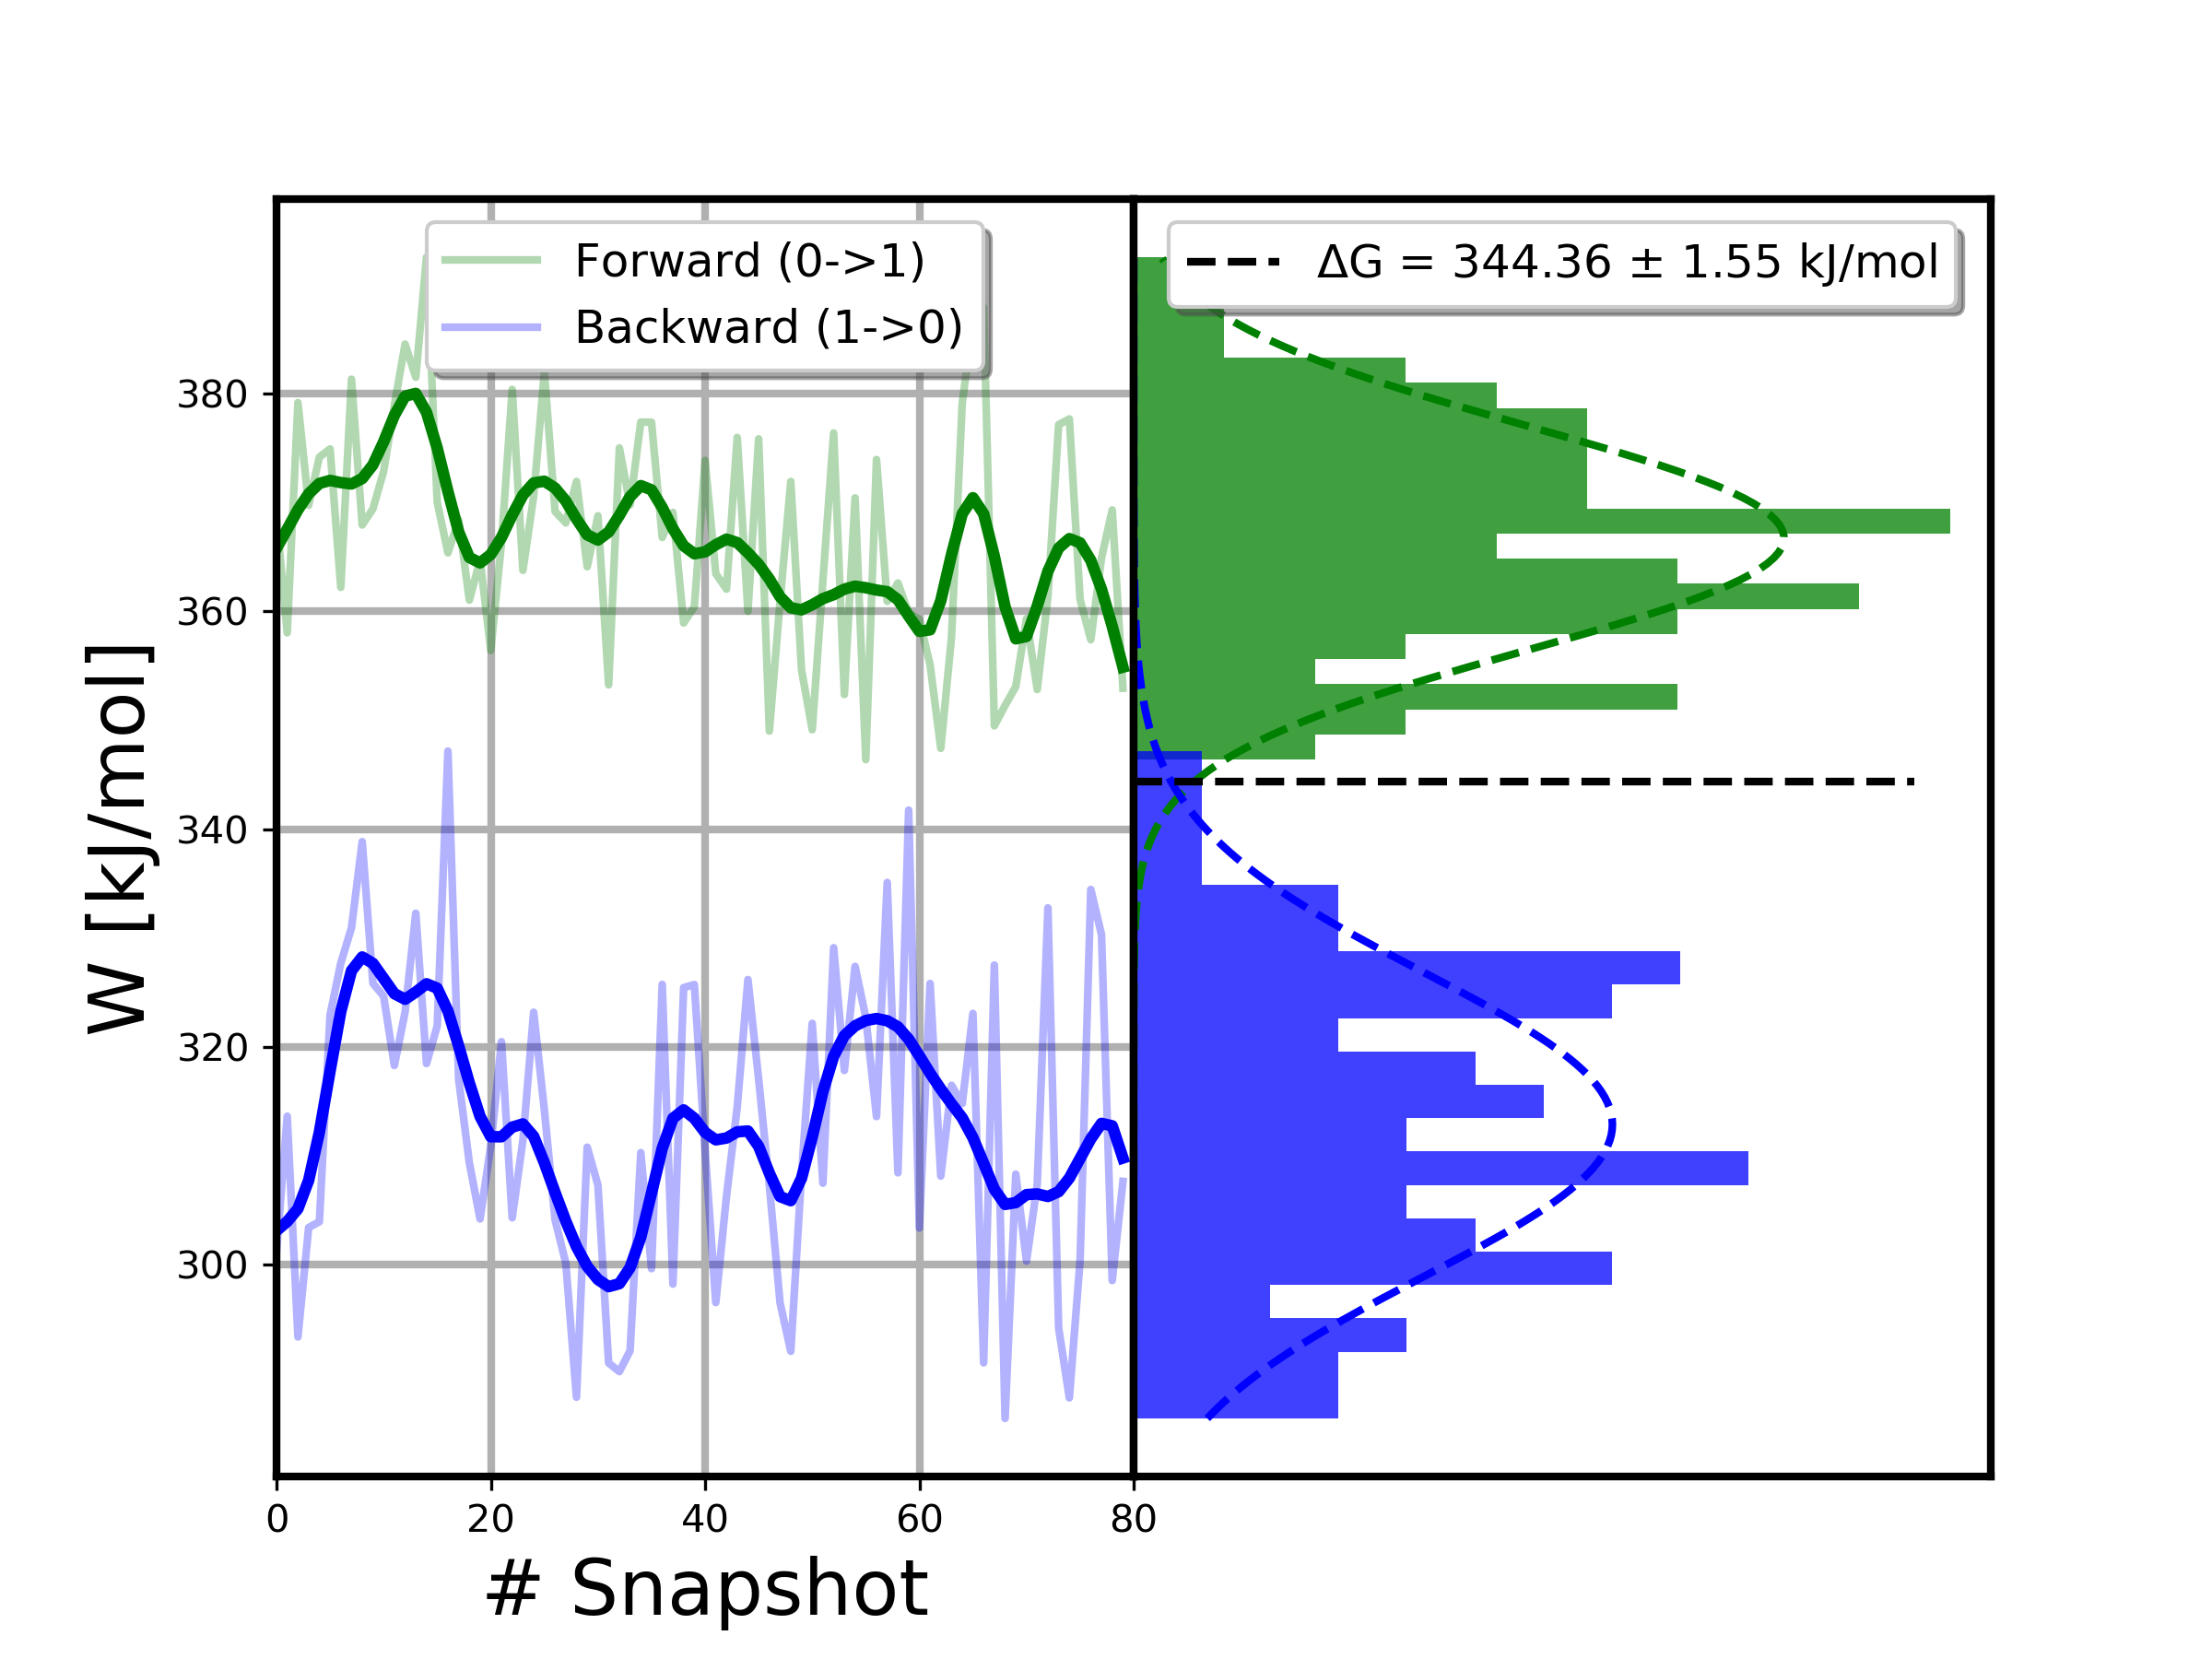 Forward (0->1)
Backward (1->0)
ΔG = 344.36 ± 1.55 kJ/mol
W [kJ/mol]
380
360
340
320
300
0 20 40 60 80
# Snapshot